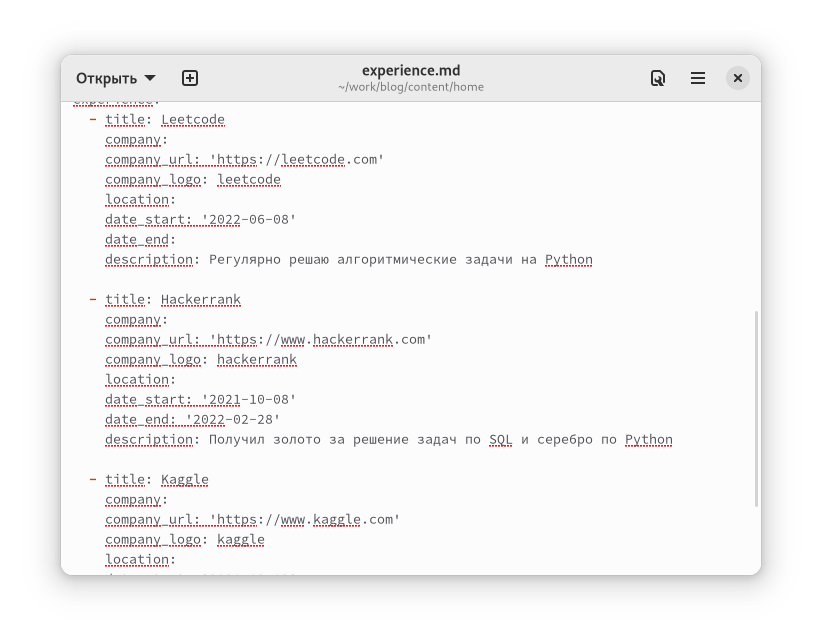 Открыть
experience.md
~/work/blog/content/home
experience:
- title: Leetcode
company:
company_url: 'https://leetcode.com'
company_logo: leetcode
location:
date_start: '2022-06-08'
date_end:
description: Регулярно решаю алгоритмические задачи на Python
- title: Hackerrank
company:
company_url: 'https://www.hackerrank.com'
company_logo: hackerrank
location:
date_start: '2021-10-08'
date_end: '2022-02-28'
description: Получил золото за решение задач по SQL и серебро по Python
- title: Kaggle
company:
company_url: 'https://www.kaggle.com'
company_logo: kaggle
location: